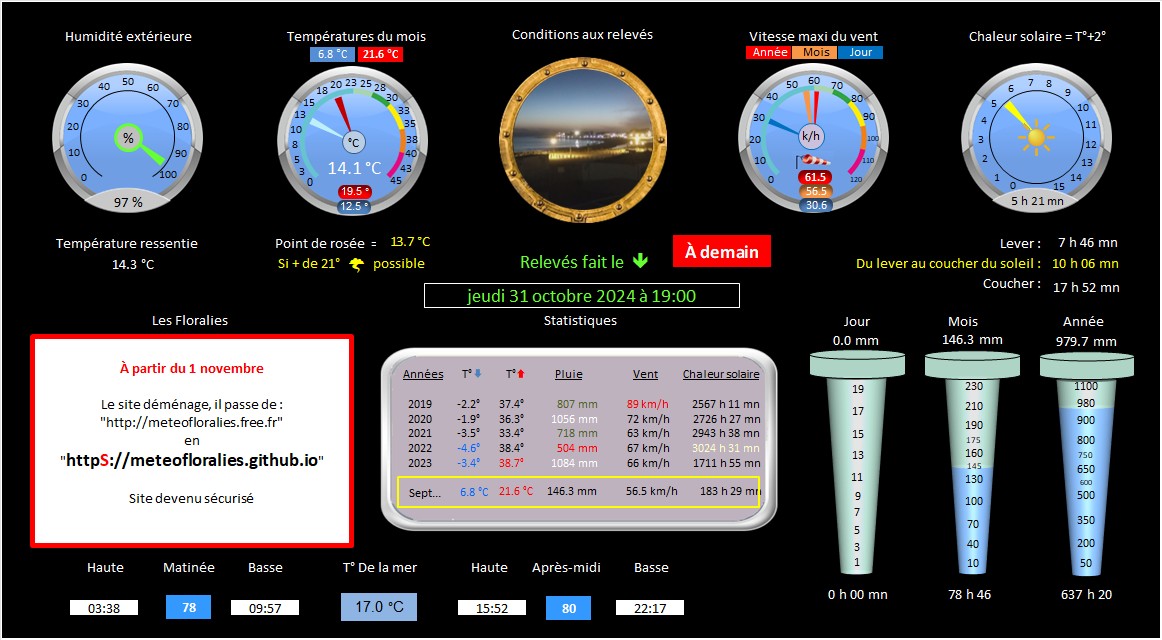 Humidité extérieure
Températures du mois
Conditions aux relevés
Vitesse maxi du vent
Chaleur solaire = T°+2°
6.8 °C 21.6 °C
Année Mois Jour
0 10 20 30 40 50 60 70 80 90 100
%
97 %
0 3 5 8 10 13 15 18 20 23 25 28 30 33 35 38 40 43 45
°C
14.1 °C
19.5 °
12.5 °
0 10 20 30 40 50 60 70 80 90 100 110 120
k/h
61.5
56.5
30.6
0 1 2 3 4 5 6 7 8 9 10 11 12 13 14 15
5 h 21 mn
Température ressentie
14.3 °C
Point de rosée = 13.7 °C
Si + de 21° possible
Relevés fait le
À demain
Lever : 7 h 46 mn
Du lever au coucher du soleil : 10 h 06 mn
Coucher : 17 h 52 mn
jeudi 31 octobre 2024 à 19:00
Les Floralies
À partir du 1 novembre
Le site déménage, il passe de :
"http://meteofloralies.free.fr"
en
"httpS://meteofloralies.github.io"
Site devenu sécurisé
Statistiques
Années T° T° Pluie Vent Chaleur solaire
2019 -2.2° 37.4° 807 mm 89 km/h 2567 h 11 mn
2020 -1.9° 36.3° 1056 mm 72 km/h 2726 h 27 mn
2021 -3.5° 33.4° 718 mm 63 km/h 2943 h 38 mn
2022 -4.6° 38.4° 504 mm 67 km/h 3024 h 31 mn
2023 -3.4° 38.7° 1084 mm 66 km/h 1711 h 55 mn
Sept... 6.8 °C 21.6 °C 146.3 mm 56.5 km/h 183 h 29 mn
Jour
0.0 mm
19
17
15
13
11
9
7
5
3
1
0 h 00 mn
Mois
146.3 mm
230
210
190
175
160
145
130
100
70
40
10
78 h 46
Année
979.7 mm
1100
980
900
800
750
650
600
500
350
200
50
637 h 20
Haute Matinée Basse
03:38 78 09:57
T° De la mer
17.0 °C
Haute Après-midi Basse
15:52 80 22:17